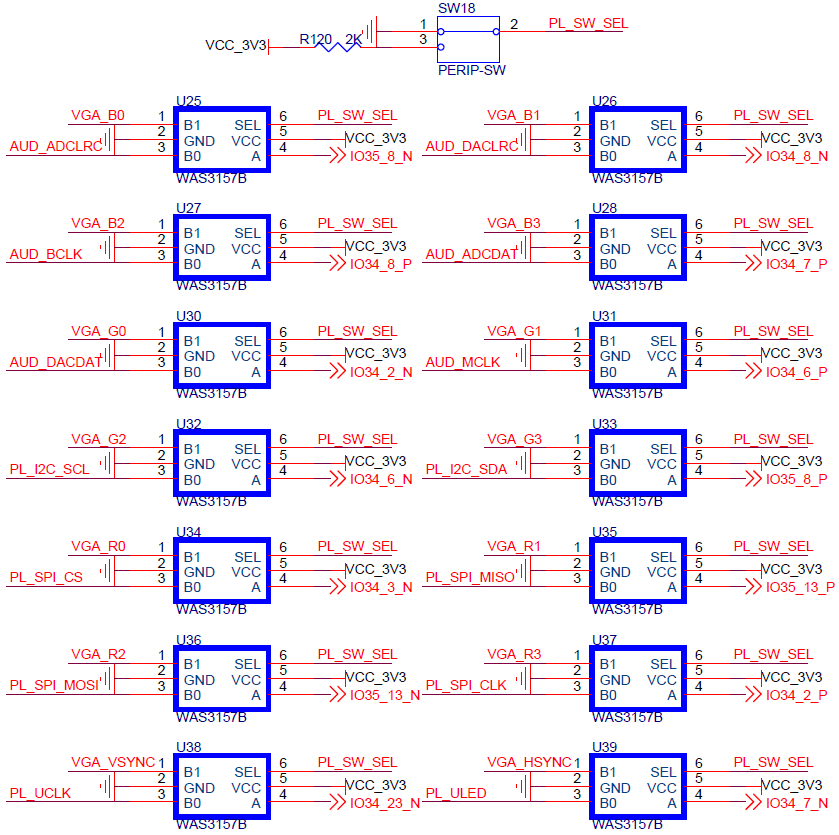 SW18
1 2 PL_SW_SEL
VCC_3V3 R120 2K 3
PERIP-SW
U25 U26
VGA_B0 1 B1 SEL 6 PL_SW_SEL VGA_B1 1 B1 SEL 6 PL_SW_SEL
2 GND VCC 5 VCC_3V3 2 GND VCC 5 VCC_3V3
AUD_ADCLRC 3 B0 A 4 IO35_8_N AUD_DACLRC 3 B0 A 4 IO34_8_N
WAS3157B WAS3157B
U27 U28
VGA_B2 1 B1 SEL 6 PL_SW_SEL VGA_B3 1 B1 SEL 6 PL_SW_SEL
2 GND VCC 5 VCC_3V3 2 GND VCC 5 VCC_3V3
AUD_BCLK 3 B0 A 4 IO34_8_P AUD_ADCDAT 3 B0 A 4 IO34_7_P
WAS3157B WAS3157B
U30 U31
VGA_G0 1 B1 SEL 6 PL_SW_SEL VGA_G1 1 B1 SEL 6 PL_SW_SEL
2 GND VCC 5 VCC_3V3 2 GND VCC 5 VCC_3V3
AUD_DACDAT 3 B0 A 4 IO34_2_N AUD_MCLK 3 B0 A 4 IO34_6_P
WAS3157B WAS3157B
U32 U33
VGA_G2 1 B1 SEL 6 PL_SW_SEL VGA_G3 1 B1 SEL 6 PL_SW_SEL
2 GND VCC 5 VCC_3V3 2 GND VCC 5 VCC_3V3
PL_I2C_SCL 3 B0 A 4 IO34_6_N PL_I2C_SDA 3 B0 A 4 IO35_8_P
WAS3157B WAS3157B
U34 U35
VGA_R0 1 B1 SEL 6 PL_SW_SEL VGA_R1 1 B1 SEL 6 PL_SW_SEL
2 GND VCC 5 VCC_3V3 2 GND VCC 5 VCC_3V3
PL_SPI_CS 3 B0 A 4 IO34_3_N PL_SPI_MISO 3 B0 A 4 IO35_13_P
WAS3157B WAS3157B
U36 U37
VGA_R2 1 B1 SEL 6 PL_SW_SEL VGA_R3 1 B1 SEL 6 PL_SW_SEL
2 GND VCC 5 VCC_3V3 2 GND VCC 5 VCC_3V3
PL_SPI_MOSI 3 B0 A 4 IO35_13_N PL_SPI_CLK 3 B0 A 4 IO34_2_P
WAS3157B WAS3157B
U38 U39
VGA_VSYNC 1 B1 SEL 6 PL_SW_SEL VGA_HSYNC 1 B1 SEL 6 PL_SW_SEL
2 GND VCC 5 VCC_3V3 2 GND VCC 5 VCC_3V3
PL_UCLK 3 B0 A 4 IO34_23_N PL_ULED 3 B0 A 4 IO34_7_N
WAS3157B WAS3157B